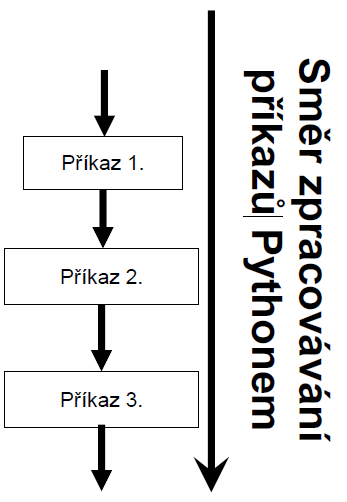 Příkaz 1.
Příkaz 2.
Příkaz 3.
Směr zpracovávání
příkazů Pythonem